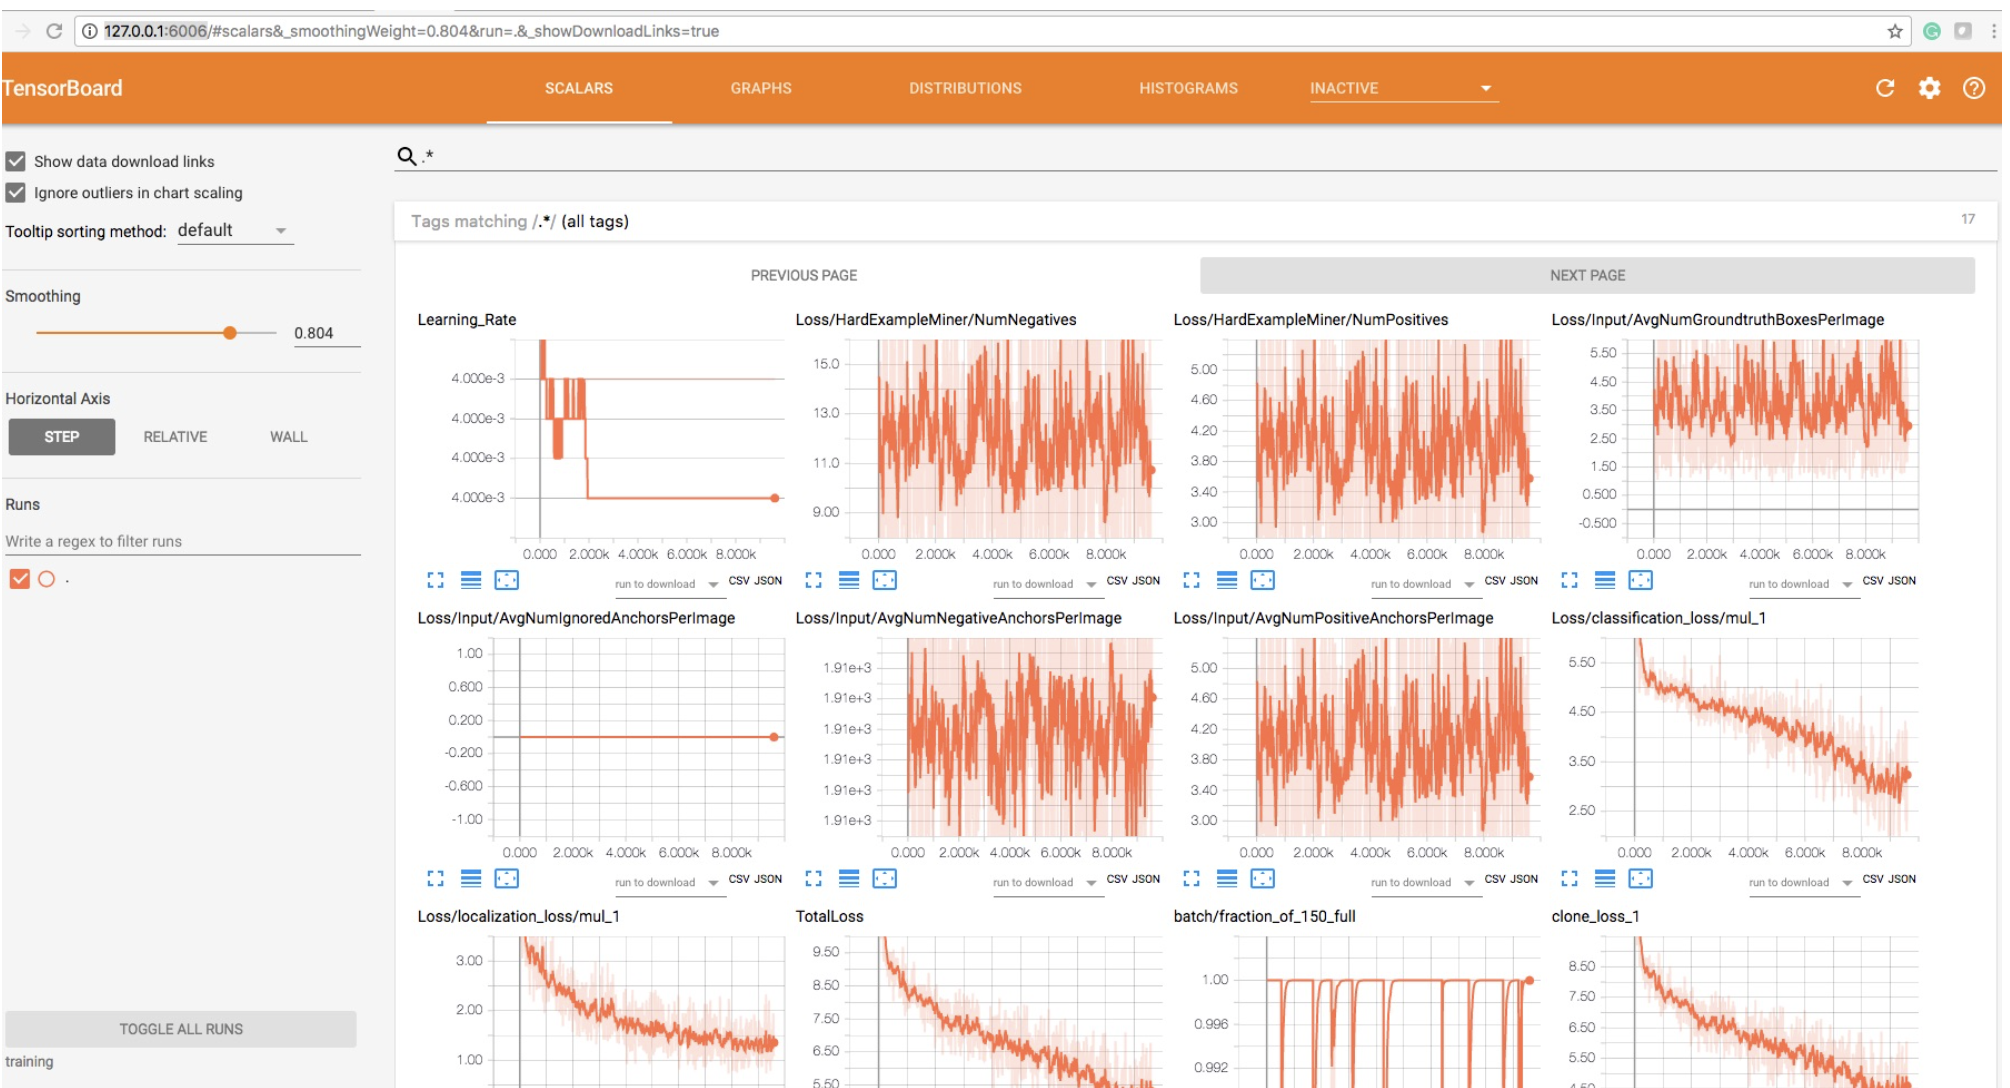 127.0.0.1:6006/#scalars&_smoothingWeight=0.804&run=.&_showDownloadLinks=true
TensorBoard SCALARS GRAPHS DISTRIBUTIONS HISTOGRAMS INACTIVE
Show data download links
Ignore outliers in chart scaling
Tooltip sorting method: default
Smoothing
0.804
Horizontal Axis
STEP RELATIVE WALL
Runs
Write a regex to filter runs
.
TOGGLE ALL RUNS
training
.*
Tags matching /.*/ (all tags) 17
PREVIOUS PAGE NEXT PAGE
Learning_Rate
4.000e-3
4.000e-3
4.000e-3
4.000e-3
0.000 2.000k 4.000k 6.000k 8.000k
run to download CSV JSON
Loss/HardExampleMiner/NumNegatives
15.0
13.0
11.0
9.00
0.000 2.000k 4.000k 6.000k 8.000k
run to download CSV JSON
Loss/HardExampleMiner/NumPositives
5.00
4.60
4.20
3.80
3.40
3.00
0.000 2.000k 4.000k 6.000k 8.000k
run to download CSV JSON
Loss/Input/AvgNumGroundtruthBoxesPerImage
5.50
4.50
3.50
2.50
1.50
0.500
-0.500
0.000 2.000k 4.000k 6.000k 8.000k
run to download CSV JSON
Loss/Input/AvgNumIgnoredAnchorsPerImage
1.00
0.600
0.200
-0.200
-0.600
-1.00
0.000 2.000k 4.000k 6.000k 8.000k
run to download CSV JSON
Loss/Input/AvgNumNegativeAnchorsPerImage
1.91e+3
1.91e+3
1.91e+3
1.91e+3
1.91e+3
1.91e+3
0.000 2.000k 4.000k 6.000k 8.000k
run to download CSV JSON
Loss/Input/AvgNumPositiveAnchorsPerImage
5.00
4.60
4.20
3.80
3.40
3.00
0.000 2.000k 4.000k 6.000k 8.000k
run to download CSV JSON
Loss/classification_loss/mul_1
5.50
4.50
3.50
2.50
0.000 2.000k 4.000k 6.000k 8.000k
run to download CSV JSON
Loss/localization_loss/mul_1
3.00
2.00
1.00
TotalLoss
9.50
8.50
7.50
6.50
5.50
batch/fraction_of_150_full
1.00
0.996
0.992
clone_loss_1
8.50
7.50
6.50
5.50
4.50